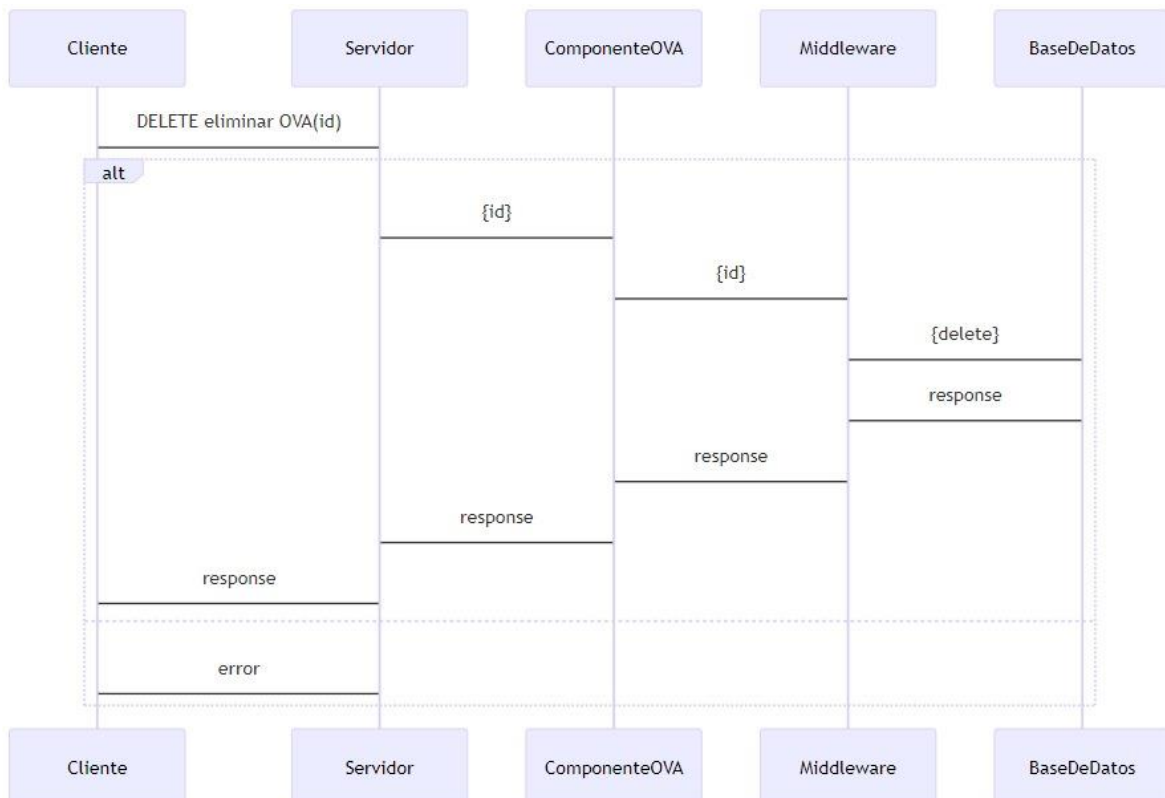 Cliente
Servidor
ComponenteOVA
Middleware
BaseDeDatos
DELETE eliminar OVA(id)
alt
{id}
{id}
{delete}
response
response
response
response
error
Cliente
Servidor
ComponenteOVA
Middleware
BaseDeDatos